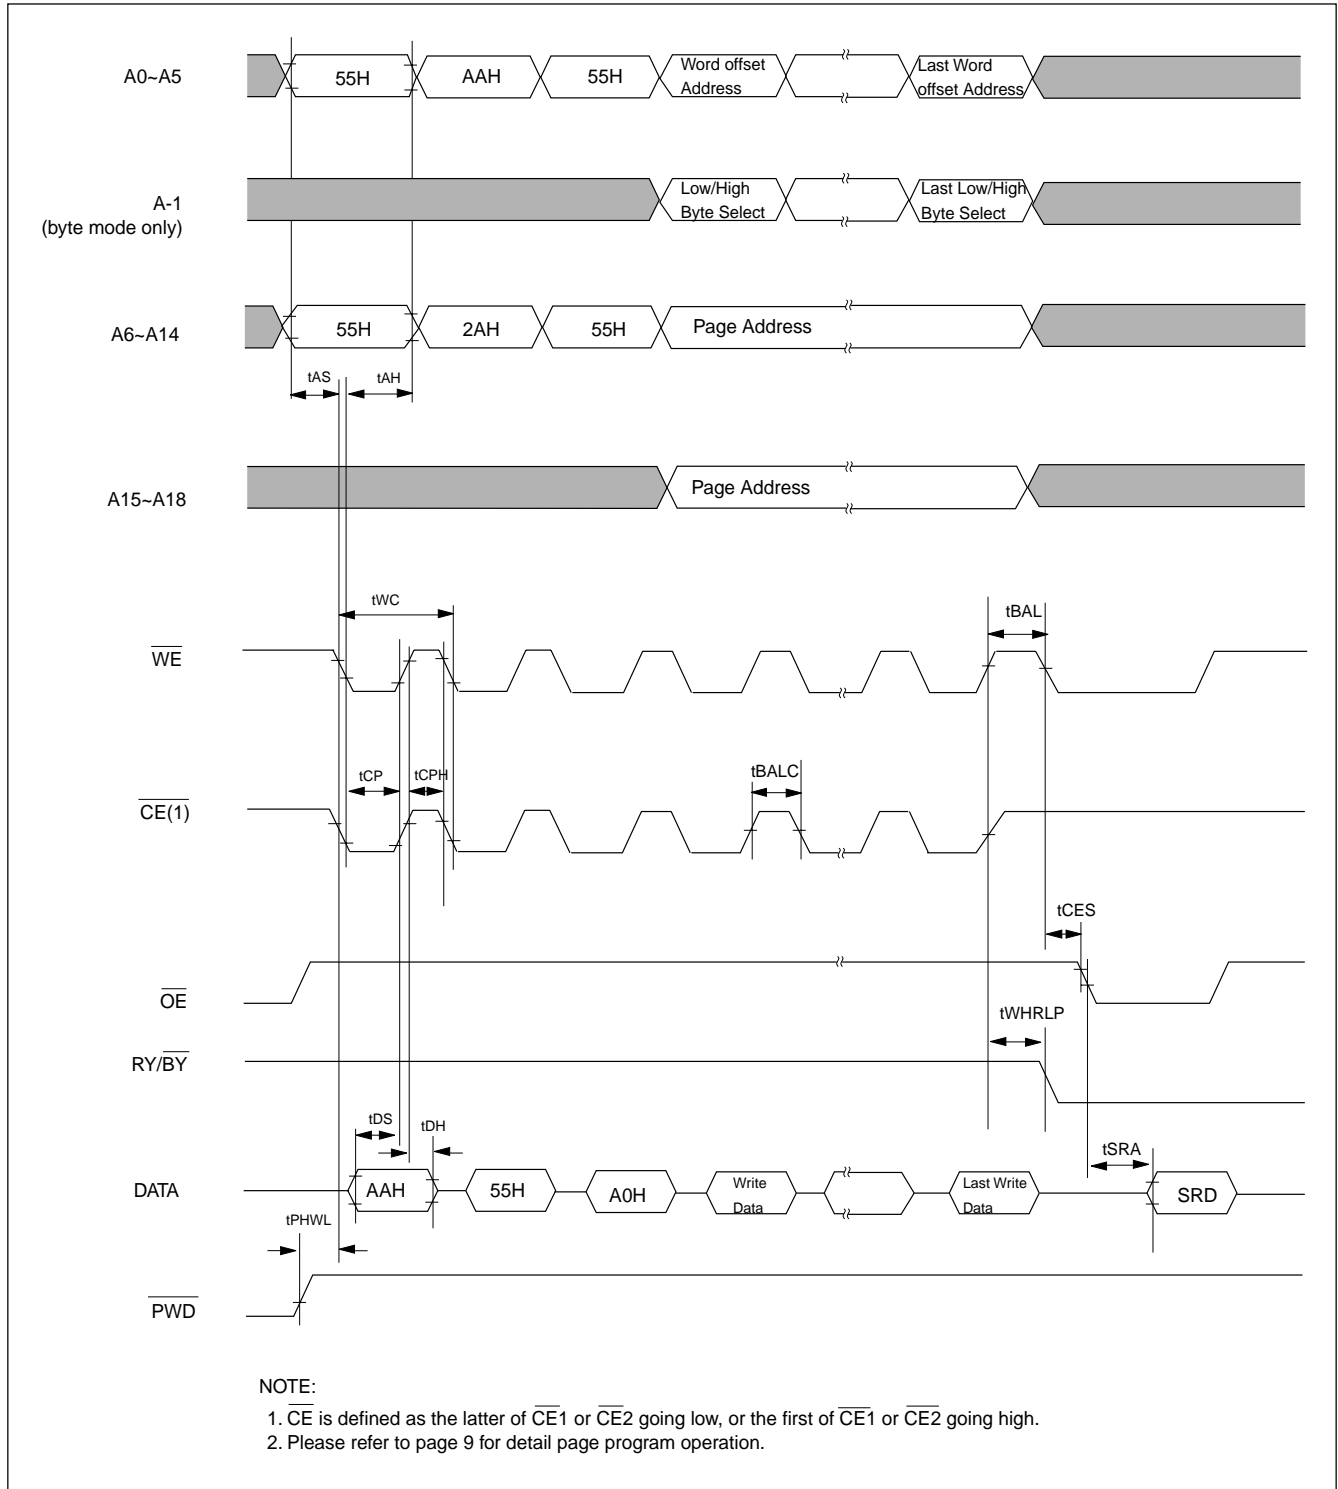 A0~A5
55H
AAH
55H
Word offset
Address
Last Word
offset Address
A-1
(byte mode only)
Low/High
Byte Select
Last Low/High
Byte Select
A6~A14
55H
2AH
55H
Page Address
tAS
tAH
A15~A18
Page Address
tWC
tBAL
WE
tCP
tCPH
tBALC
CE(1)
tCES
OE
tWHRLP
RY/BY
tDS
tDH
tSRA
DATA
AAH
55H
A0H
Write
Data
Last Write
Data
SRD
tPHWL
PWD
NOTE:
1. CE is defined as the latter of CE1 or CE2 going low, or the first of CE1 or CE2 going high.
2. Please refer to page 9 for detail page program operation.